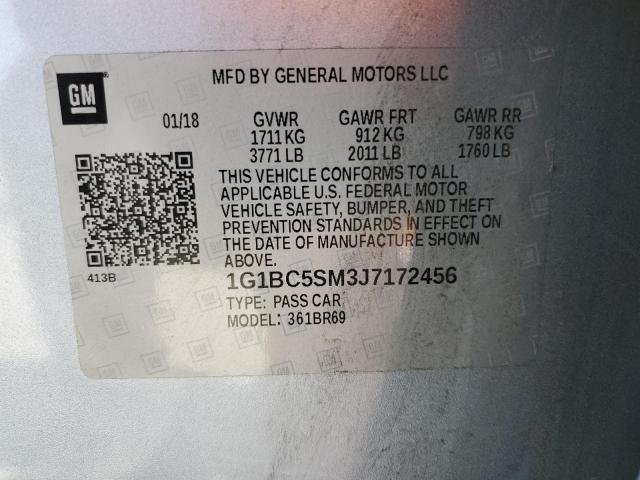 GM
MFD BY GENERAL MOTORS LLC
01/18 GVWR GAWR FRT GAWR RR
1711 KG 912 KG 798 KG
3771 LB 2011 LB 1760 LB
THIS VEHICLE CONFORMS TO ALL
APPLICABLE U.S. FEDERAL MOTOR
VEHICLE SAFETY, BUMPER, AND THEFT
PREVENTION STANDARDS IN EFFECT ON
THE DATE OF MANUFACTURE SHOWN
ABOVE.
413B
1G1BC5SM3J7172456
TYPE: PASS CAR
MODEL: 361BR69